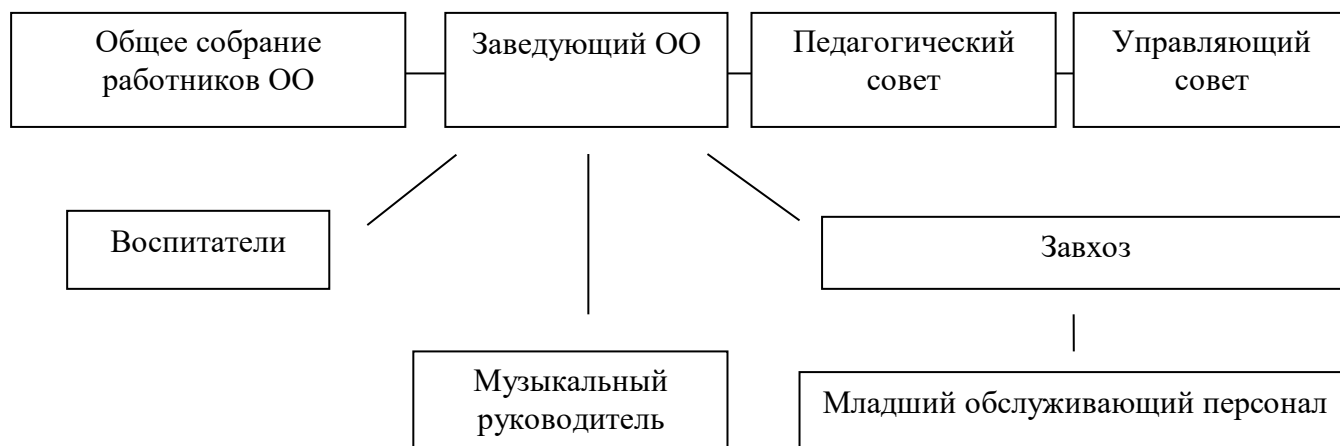 Общее собрание
работников ОО
Заведующий ОО
Педагогический
совет
Управляющий
совет
Воспитатели
Завхоз
Музыкальный
руководитель
Младший обслуживающий персонал